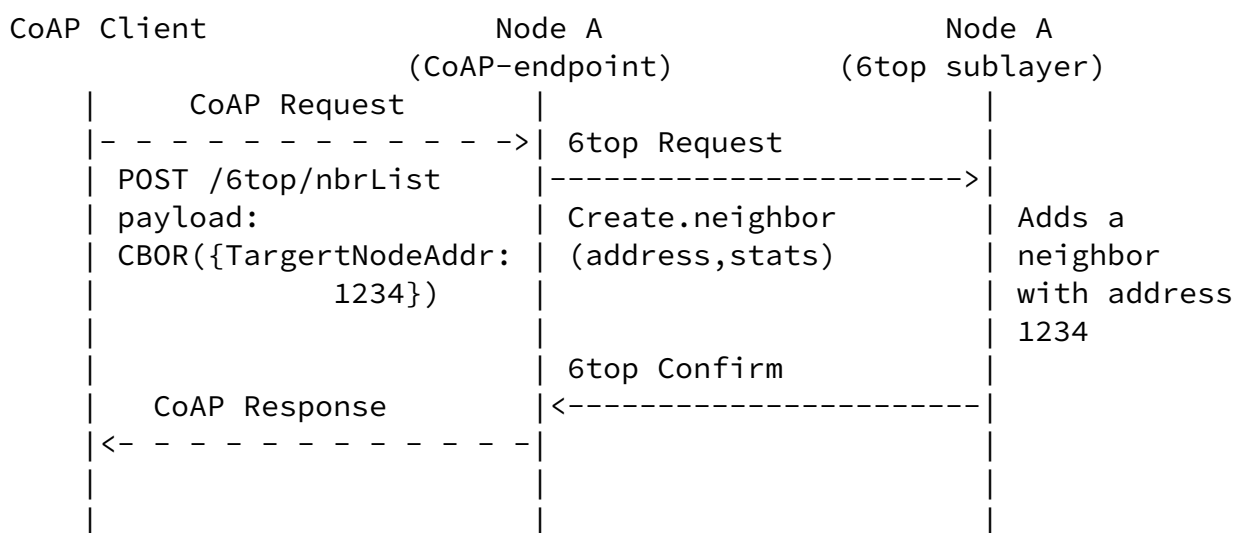 CoAP Client Node A Node A
(CoAP-endpoint) (6top sublayer)
CoAP Request
6top Request
POST /6top/nbrList
payload: Create.neighbor Adds a
CBOR({TargertNodeAddr: (address,stats) neighbor
1234}) with address
1234
6top Confirm
CoAP Response